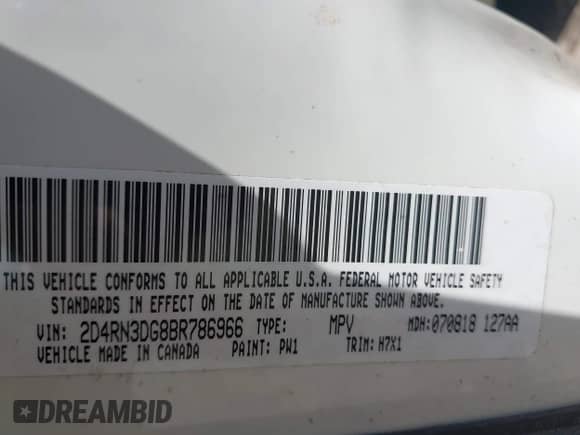 THIS VEHICLE CONFORMS TO ALL APPLICABLE U.S.A. FEDERAL MOTOR VEHICLE SAFETY
STANDARDS IN EFFECT ON THE DATE OF MANUFACTURE SHOWN ABOVE.
VIN: 2D4RN3DG8BR786966 TYPE: MPV MDH:070818 127AA
VEHICLE MADE IN CANADA PAINT: PW1 TRIM: H7X1
DREAMBID